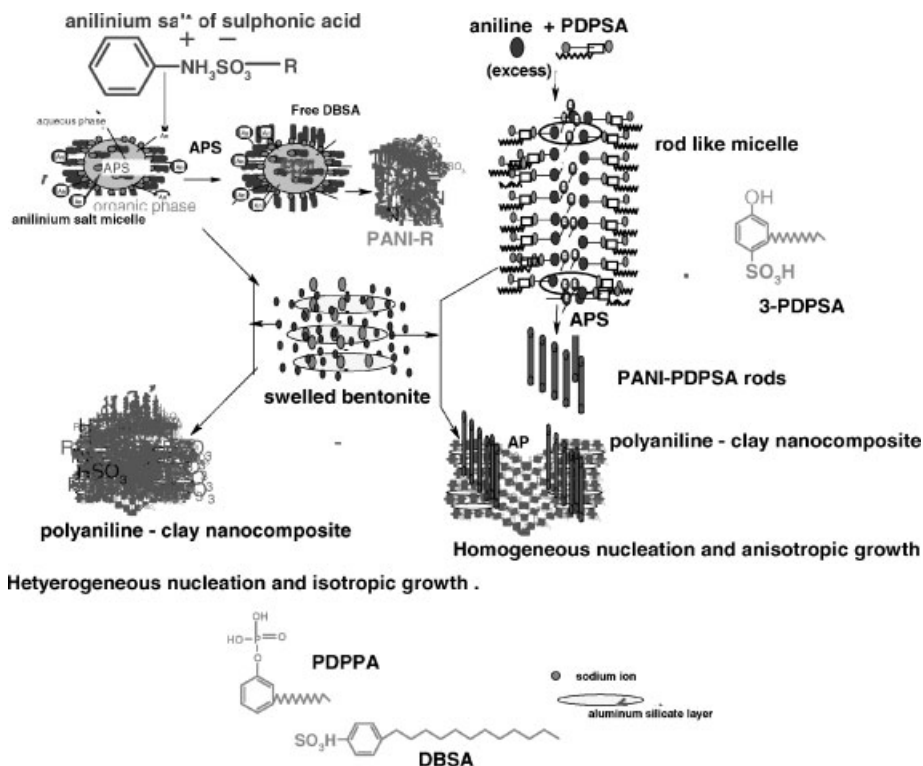 anilinium sa of sulphonic acid
+ −
NH3SO3 R
aniline + PDPSA
(excess)
aqueous phase
APS
Free DBSA
APS
organic phase
anilinium salt micelle
PANI-R
rod like micelle
OH
SO3H
3-PDPSA
APS
PANI-PDPSA rods
swelled bentonite
AP
polyaniline - clay nanocomposite
polyaniline - clay nanocomposite
Homogeneous nucleation and anisotropic growth
Hetyerogeneous nucleation and isotropic growth .
OH
HO P O
O
PDPPA
sodium ion
aluminum silicate layer
SO3H
DBSA